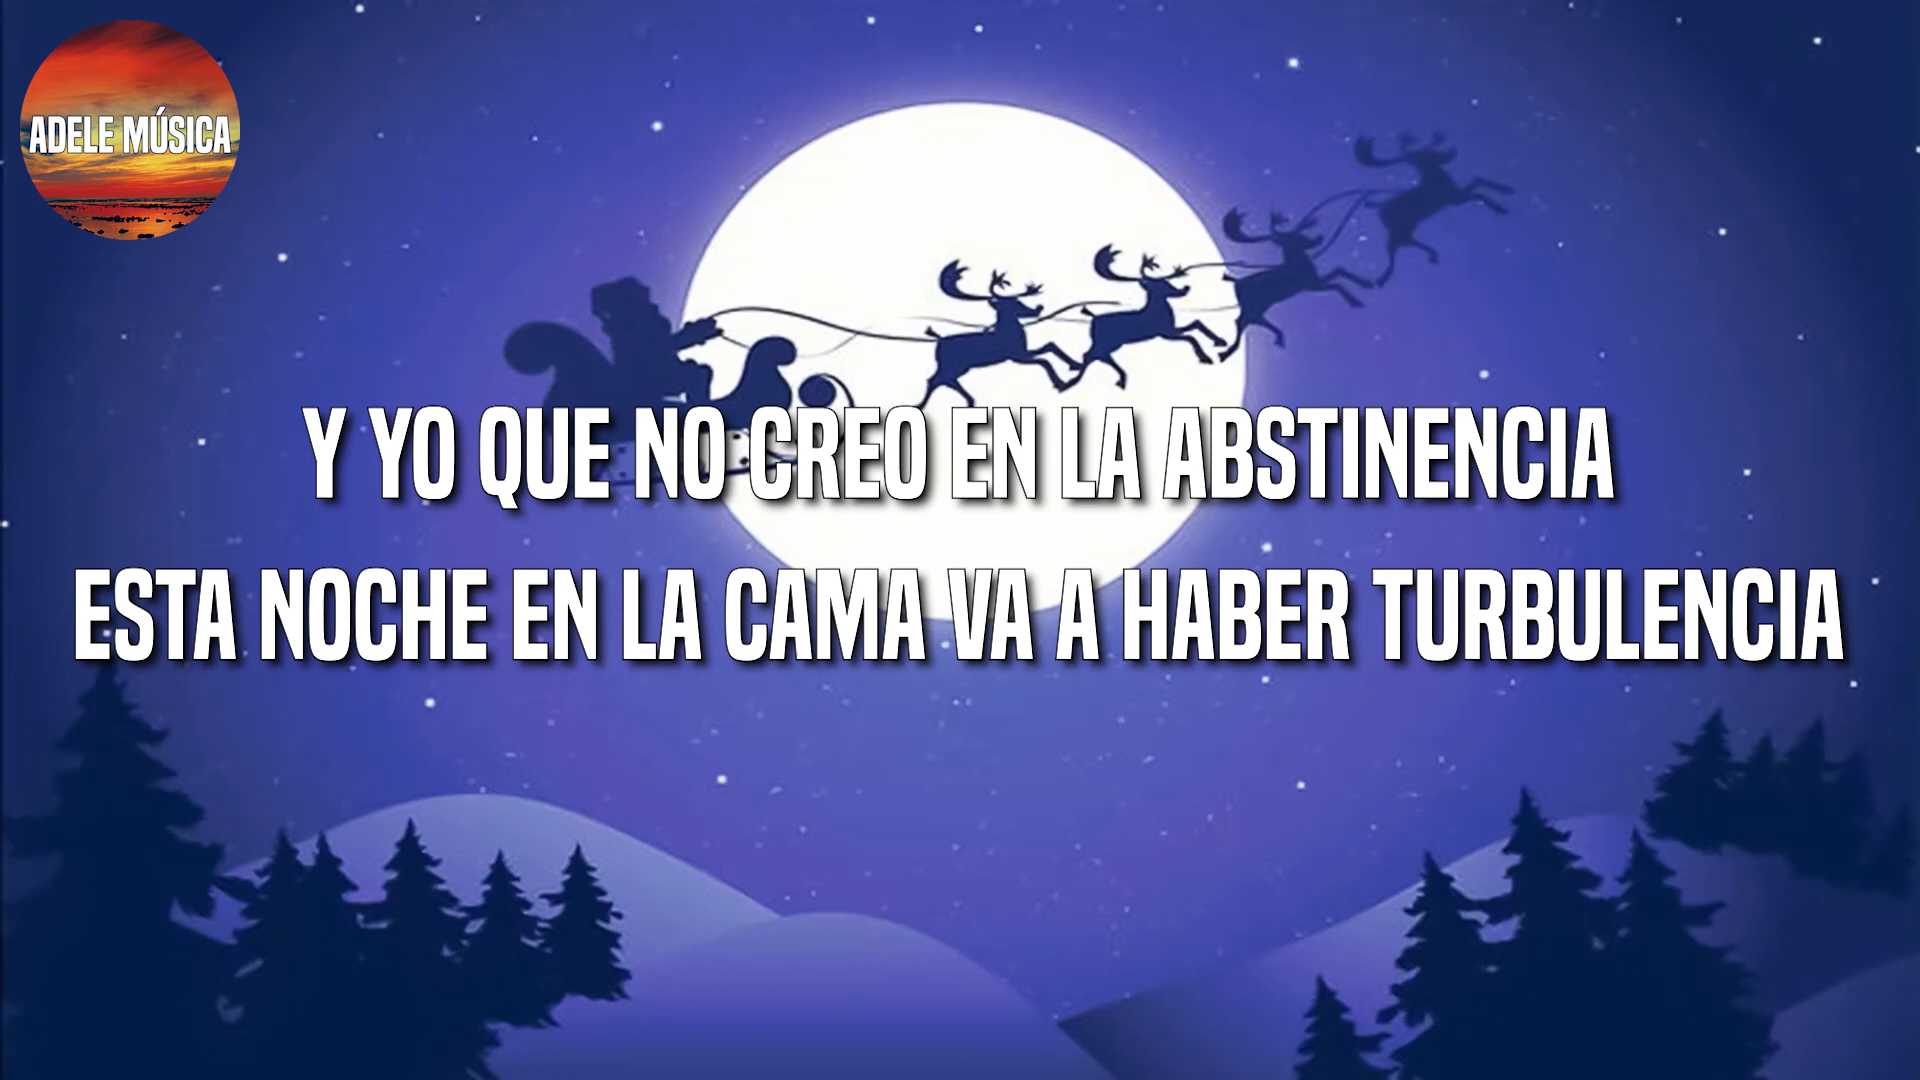 ADELE MÚSICA
Y YO QUE NO CREO EN LA ABSTINENCIA
ESTA NOCHE EN LA CAMA VA A HABER TURBULENCIA